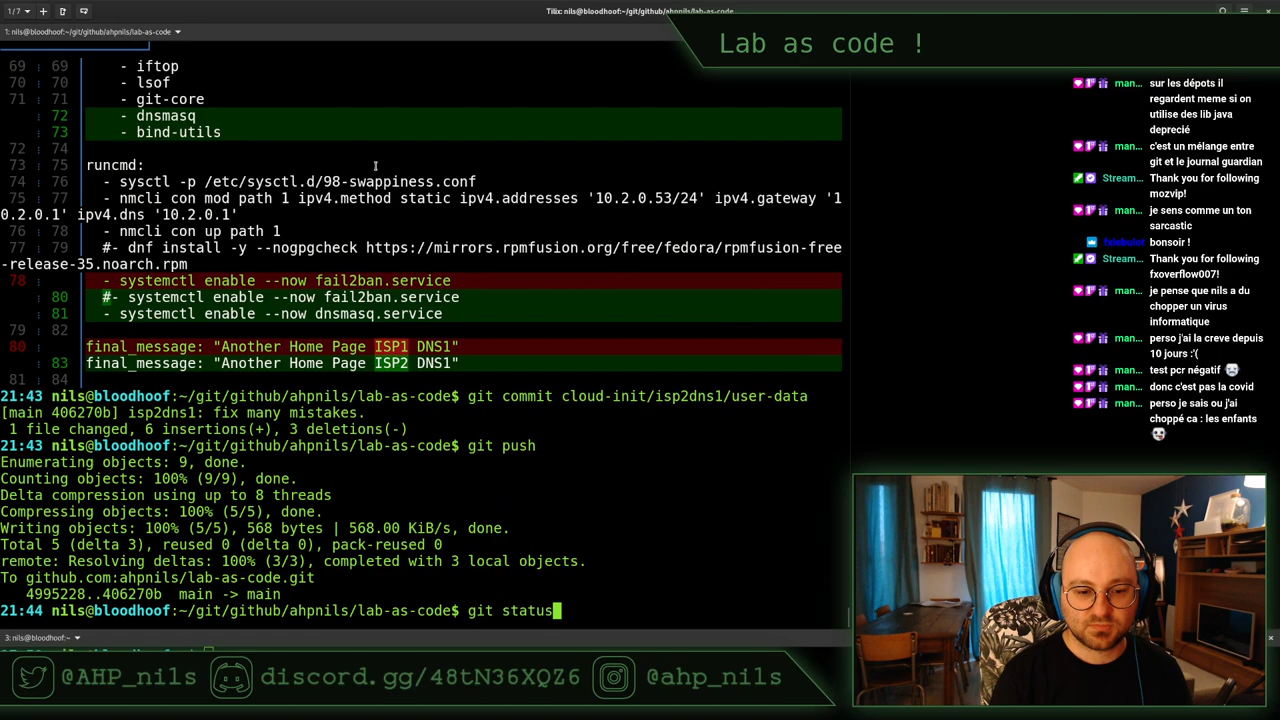 1/7
Tilix: nils@bloodhoof:~/git/github/ahpnils/lab-as-code
1: nils@bloodhoof:~/git/github/ahpnils/lab-as-code
Lab as code !
69 : 69 - iftop
70 : 70 - lsof
71 : 71 - git-core
: 72 - dnsmasq
: 73 - bind-utils
72 : 74
73 : 75 runcmd:
74 : 76 - sysctl -p /etc/sysctl.d/98-swappiness.conf
75 : 77 - nmcli con mod path 1 ipv4.method static ipv4.addresses '10.2.0.53/24' ipv4.gateway '1
0.2.0.1' ipv4.dns '10.2.0.1'
76 : 78 - nmcli con up path 1
77 : 79 #- dnf install -y --nogpgcheck https://mirrors.rpmfusion.org/free/fedora/rpmfusion-free
-release-35.noarch.rpm
78 : - systemctl enable --now fail2ban.service
: 80 #- systemctl enable --now fail2ban.service
: 81 - systemctl enable --now dnsmasq.service
79 : 82
80 : final_message: "Another Home Page ISP1 DNS1"
: 83 final_message: "Another Home Page ISP2 DNS1"
81 : 84
21:43 nils@bloodhoof:~/git/github/ahpnils/lab-as-code$ git commit cloud-init/isp2dns1/user-data
[main 406270b] isp2dns1: fix many mistakes.
1 file changed, 6 insertions(+), 3 deletions(-)
21:43 nils@bloodhoof:~/git/github/ahpnils/lab-as-code$ git push
Enumerating objects: 9, done.
Counting objects: 100% (9/9), done.
Delta compression using up to 8 threads
Compressing objects: 100% (5/5), done.
Writing objects: 100% (5/5), 568 bytes | 568.00 KiB/s, done.
Total 5 (delta 3), reused 0 (delta 0), pack-reused 0
remote: Resolving deltas: 100% (3/3), completed with 3 local objects.
To github.com:ahpnils/lab-as-code.git
4995228..406270b main -> main
21:44 nils@bloodhoof:~/git/github/ahpnils/lab-as-code$ git status
3: nils@bloodhoof:~
man... sur les dépots il
regardent meme si on
utilise des lib java
deprecié
man... c'est un mélange entre
git et le journal guardian
Stream... Thank you for following
mozvip!
man... je sens comme un ton
sarcastic
bonsoir !
Stream... Thank you for following
fxoverflow007!
man... je pense que nils a du
chopper un virus
informatique
man... perso j'ai la creve depuis
10 jours :'(
man... test pcr négatif
man... donc c'est pas la covid
man... perso je sais ou j'ai
choppé ca : les enfants
@AHP_nils
discord.gg/48tN36XQZ6
@ahp_nils